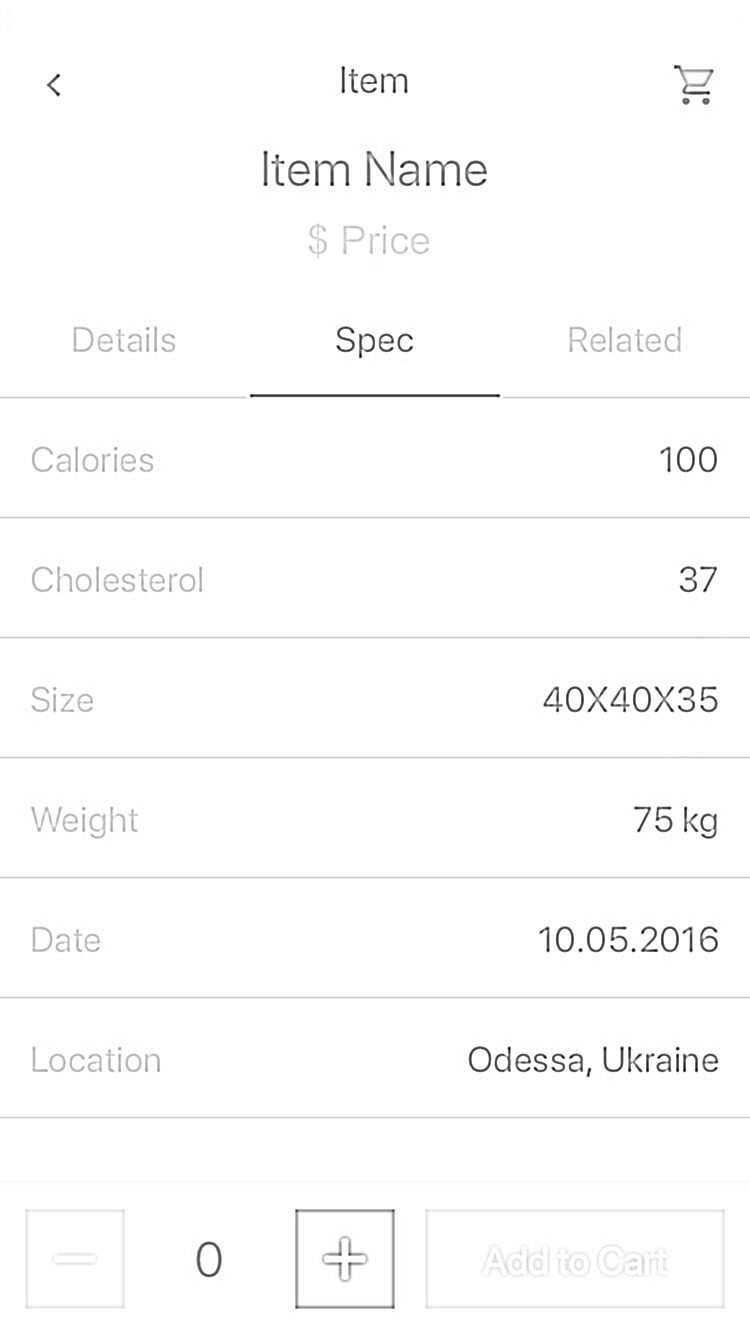 Item
Item Name
$ Price
Details Spec Related
Calories 100
Cholesterol 37
Size 40X40X35
Weight 75 kg
Date 10.05.2016
Location Odessa, Ukraine
0 Add to Cart